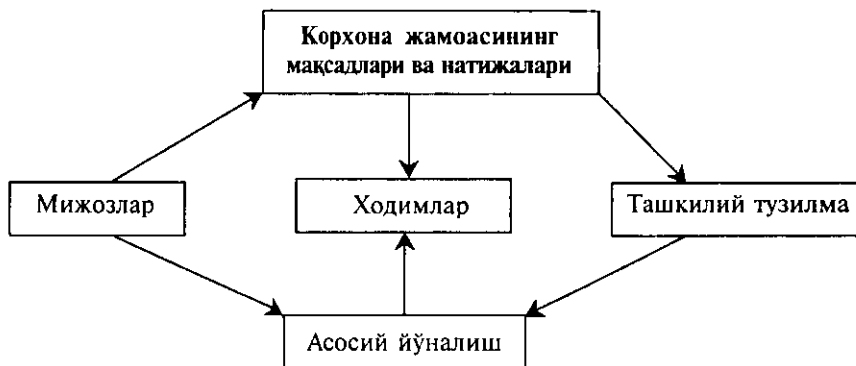 Корхона жамоасининг
мақсадлари ва натижалари
Мижозлар
Ходимлар
Ташкилий тузилма
Асосий йўналиш